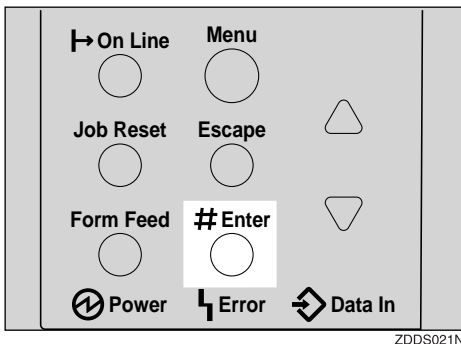 On Line Menu
Job Reset Escape
Form Feed # Enter
Power Error Data In
ZDDS021N